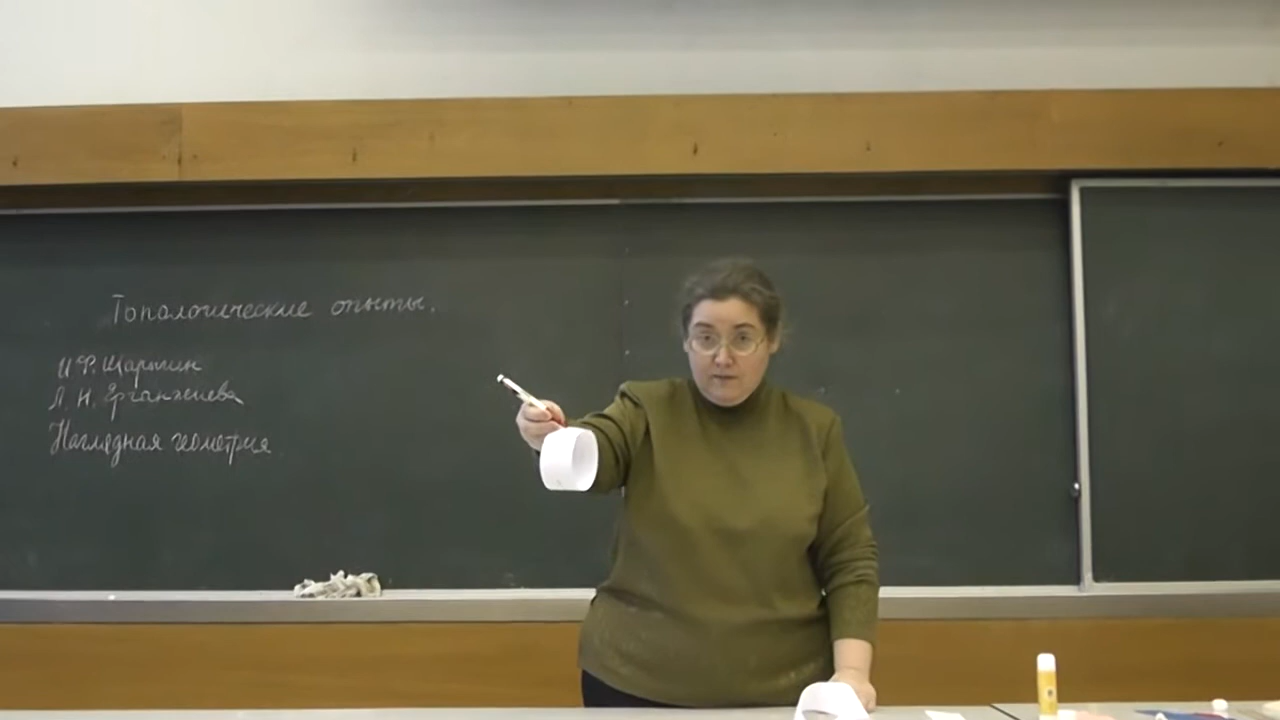 Топологические опыты.
И.Ф. Шарыгин
Л.Н. Ерганжиева
Наглядная геометрия